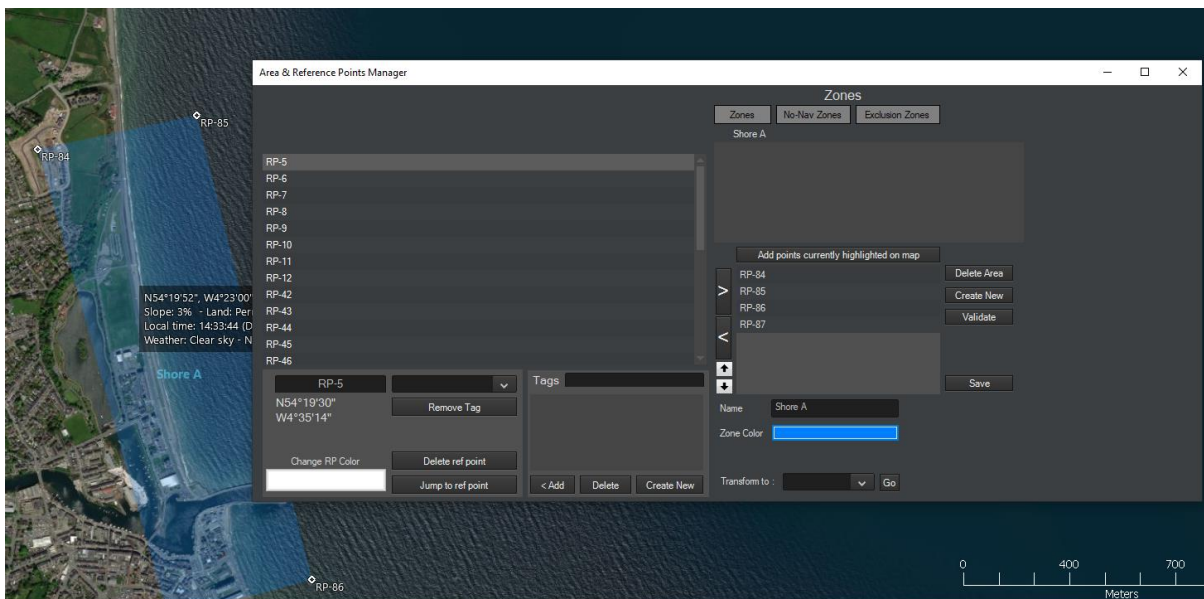 RP-85
RP-84
N54°19'52", W4°23'00"
Slope: 3%  - Land: Per
Local time: 14:33:44 (D
Weather: Clear sky - N
Shore A
RP-86
Area & Reference Points Manager
RP-5
RP-6
RP-7
RP-8
RP-9
RP-10
RP-11
RP-12
RP-42
RP-43
RP-44
RP-45
RP-46
RP-5
N54°19'30"
W4°35'14"
Remove Tag
Change RP Color
Delete ref point
Jump to ref point
Tags
< Add
Delete
Create New
Zones
Zones
No-Nav Zones
Exclusion Zones
Shore A
Add points currently highlighted on map
>
<
RP-84
RP-85
RP-86
RP-87
Delete Area
Create New
Validate
Save
Name
Shore A
Zone Color
Transform to :
Go
0
400
700
Meters